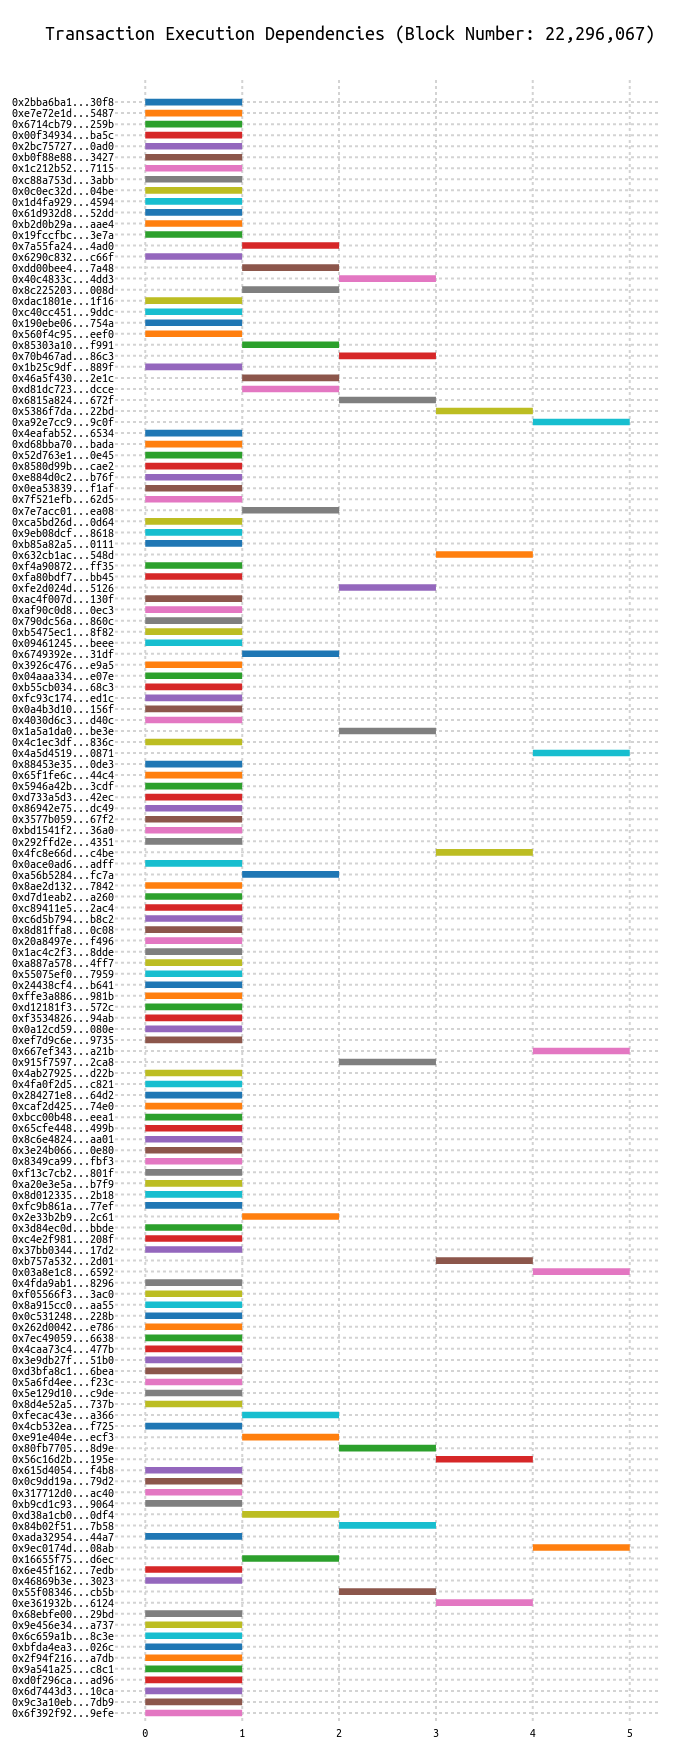 Transaction Execution Dependencies (Block Number: 22,296,067)
0x2bba6ba1...30f8
0xe7e72e1d...5487
0x6714cb79...259b
0x00f34934...ba5c
0x2bc75727...0ad0
0xb0f88e88...3427
0x1c212b52...7115
0xc88a753d...3abb
0x0c0ec32d...04be
0x1d4fa929...4594
0x61d932d8...52dd
0xb2d0b29a...aae4
0x19fccfbc...3e7a
0x7a55fa24...4ad0
0x6290c832...c66f
0xdd00bee4...7a48
0x40c4833c...4dd3
0x8c225203...008d
0xdac1801e...1f16
0xc40cc451...9ddc
0x190ebe06...754a
0x560f4c95...eef0
0x85303a10...f991
0x70b467ad...86c3
0x1b25c9df...889f
0x46a5f430...2e1c
0xd81dc723...dcce
0x6815a824...672f
0x5386f7da...22bd
0xa92e7cc9...9c0f
0x4eafab52...6534
0xd68bba70...bada
0x52d763e1...0e45
0x8580d99b...cae2
0xe884d0c2...b76f
0x0ea53839...f1af
0x7f521efb...62d5
0x7e7acc01...ea08
0xca5bd26d...0d64
0x9eb08dcf...8618
0xb85a82a5...0111
0x632cb1ac...548d
0xf4a90872...ff35
0xfa80bdf7...bb45
0xfe2d024d...5126
0xac4f007d...130f
0xaf90c0d8...0ec3
0x790dc56a...860c
0xb5475ec1...8f82
0x09461245...beee
0x6749392e...31df
0x3926c476...e9a5
0x04aaa334...e07e
0xb55cb034...68c3
0xfc93c174...ed1c
0x0a4b3d10...156f
0x4030d6c3...d40c
0x1a5a1da0...be3e
0x4c1ec3df...836c
0x4a5d4519...0871
0x88453e35...0de3
0x65f1fe6c...44c4
0x5946a42b...3cdf
0xd733a5d3...42ec
0x86942e75...dc49
0x3577b059...67f2
0xbd1541f2...36a0
0x292ffd2e...4351
0x4fc8e66d...c4be
0x0ace0ad6...adff
0xa56b5284...fc7a
0x8ae2d132...7842
0xd7d1eab2...a260
0xc89411e5...2ac4
0xc6d5b794...b8c2
0x8d81ffa8...0c08
0x20a8497e...f496
0x1ac4c2f3...8dde
0xa887a578...4ff7
0x55075ef0...7959
0x24438cf4...b641
0xffe3a886...981b
0xd12181f3...572c
0xf3534826...94ab
0x0a12cd59...080e
0xef7d9c6e...9735
0x667ef343...a21b
0x915f7597...2ca8
0x4ab27925...d22b
0x4fa0f2d5...c821
0x284271e8...64d2
0xcaf2d425...74e0
0xbcc00b48...eea1
0x65cfe448...499b
0x8c6e4824...aa01
0x3e24b066...0e80
0x8349ca99...fbf3
0xf13c7cb2...801f
0xa20e3e5a...b7f9
0x8d012335...2b18
0xfc9b861a...77ef
0x2e33b2b9...2c61
0x3d84ec0d...bbde
0xc4e2f981...208f
0x37bb0344...17d2
0xb757a532...2d01
0x03a8e1c8...6592
0x4fda9ab1...8296
0xf05566f3...3ac0
0x8a915cc0...aa55
0x0c531248...228b
0x262d0042...e786
0x7ec49059...6638
0x4caa73c4...477b
0x3e9db27f...51b0
0xd3bfa8c1...6bea
0x5a6fd4ee...f23c
0x5e129d10...c9de
0x8d4e52a5...737b
0xfecac43e...a366
0x4cb532ea...f725
0xe91e404e...ecf3
0x80fb7705...8d9e
0x56c16d2b...195e
0x615d4054...f4b8
0x0c9dd19a...79d2
0x317712d0...ac40
0xb9cd1c93...9064
0xd38a1cb0...0df4
0x84b02f51...7b58
0xada32954...44a7
0x9ec0174d...08ab
0x16655f75...d6ec
0x6e45f162...7edb
0x46869b3e...3023
0x55f08346...cb5b
0xe361932b...6124
0x68ebfe00...29bd
0x9e456e34...a737
0x6c659a1b...8c3e
0xbfda4ea3...026c
0x2f94f216...a7db
0x9a541a25...c8c1
0xd0f296ca...ad96
0x6d7443d3...10ca
0x9c3a10eb...7db9
0x6f392f92...9efe
0 1 2 3 4 5